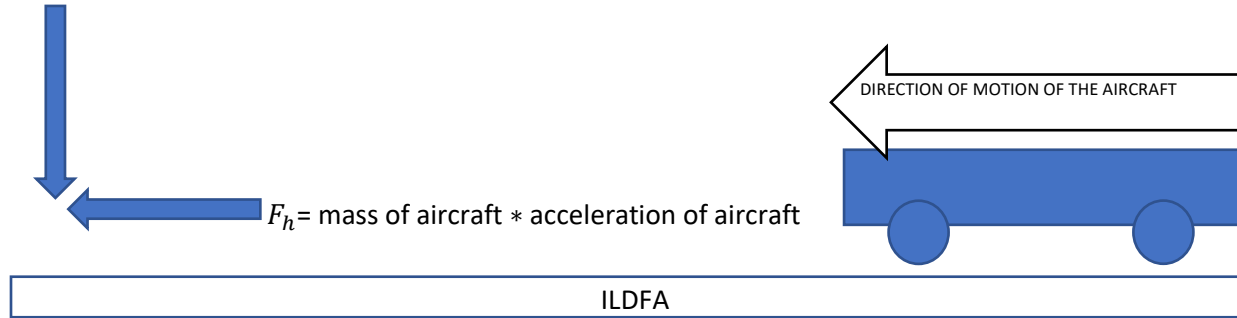 DIRECTION OF MOTION OF THE AIRCRAFT
F_h= mass of aircraft ∗ acceleration of aircraft
ILDFA